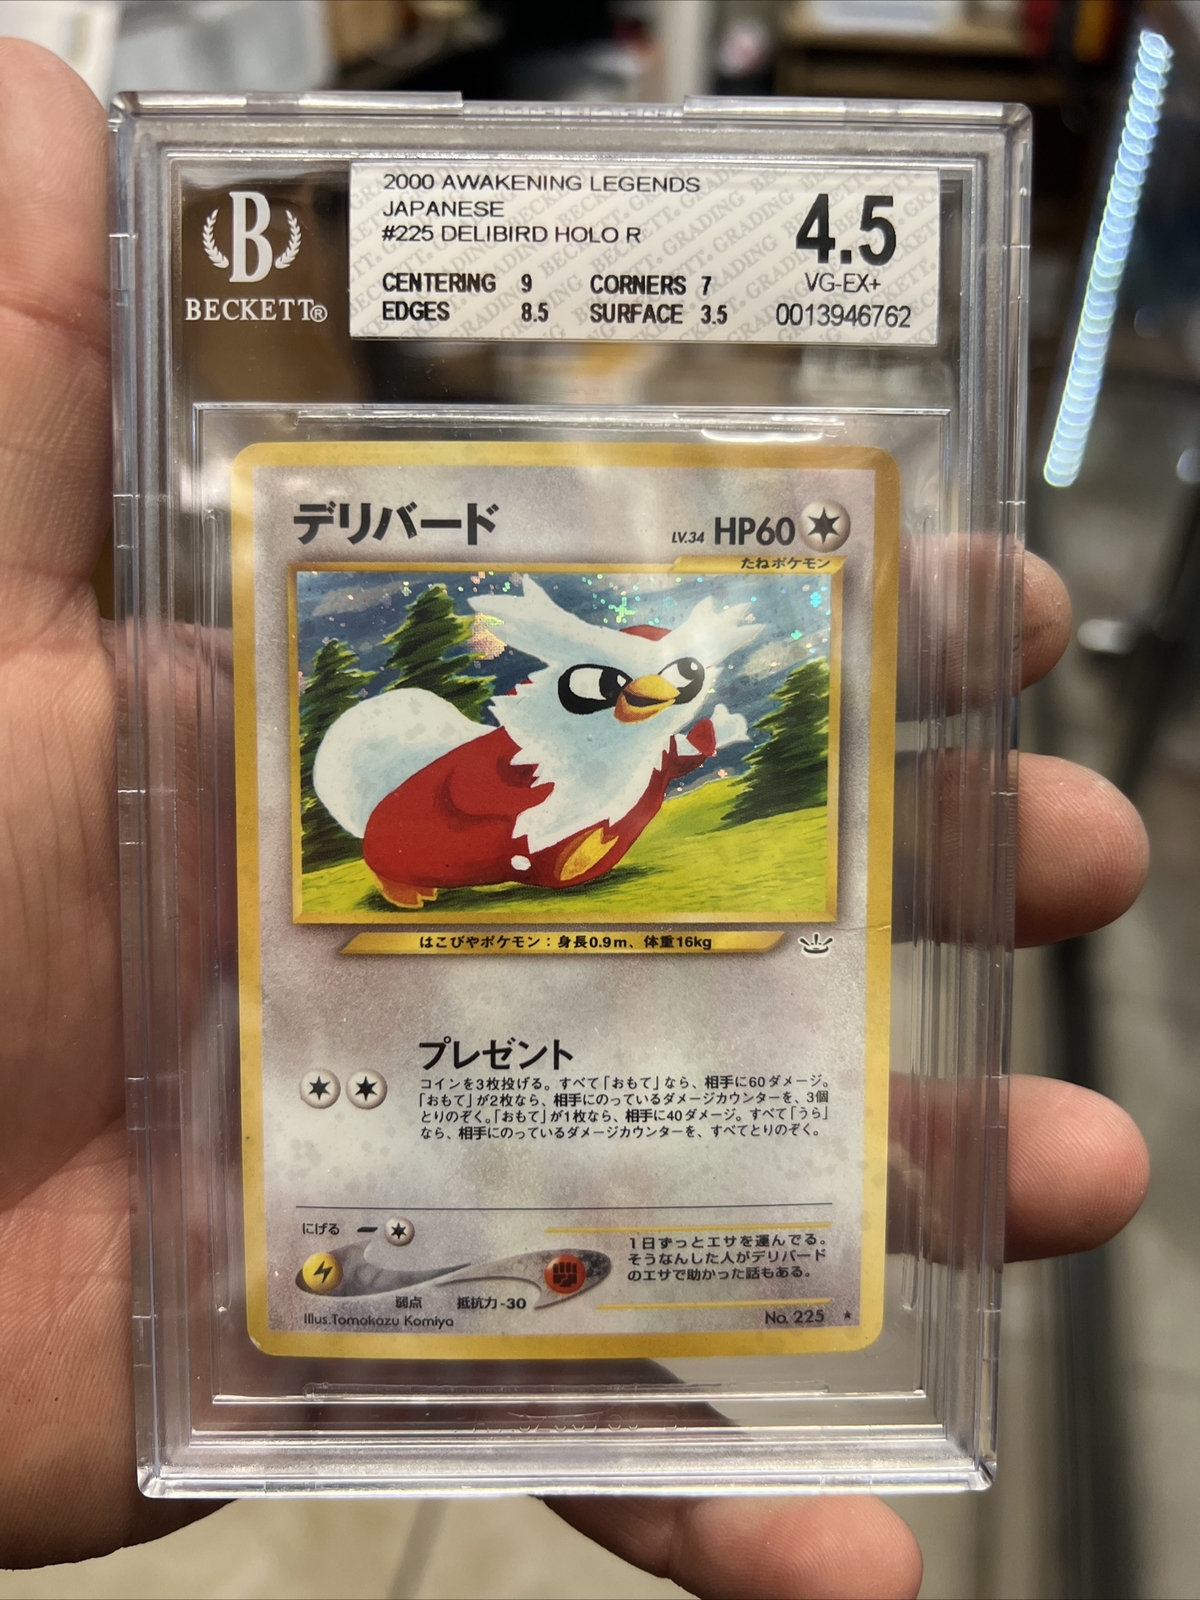 2000 AWAKENING LEGENDS
JAPANESE
#225 DELIBIRD HOLO R
4.5
CENTERING 9 CORNERS 7 VG-EX+
EDGES 8.5 SURFACE 3.5 0013946762
B
BECKETT®
デリバード LV.34 HP60
たねポケモン
はこびやポケモン：身長0.9m、体重16kg
プレゼント
コインを3枚投げる。すべて「おもて」なら、相手に60ダメージ。
「おもて」が2枚なら、相手にのっているダメージカウンターを、3個
とりのぞく。「おもて」が1枚なら、相手に40ダメージ。すべて「うら」
なら、相手にのっているダメージカウンターを、すべてとりのぞく。
にげる
弱点 抵抗力-30
1日ずっとエサを運んでる。
そうなんした人がデリバード
のエサで助かった話もある。
Illus.Tomokazu Komiya No. 225 ★